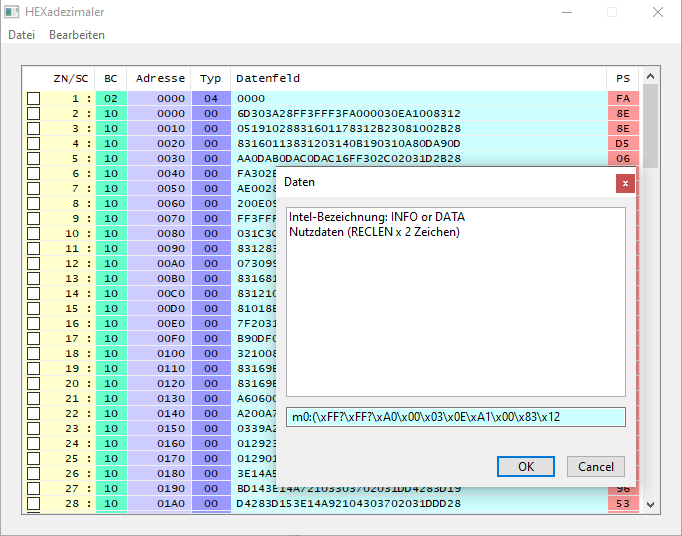 HEXadezimaler
Datei Bearbeiten
ZN/SC BC Adresse Typ Datenfeld PS
1 : 02 0000 04 0000 FA
2 : 10 0000 00 6D303A28FF3FFF3FA000030EA1008312 8E
3 : 10 0010 00 05191028831601178312B23081002B28 8E
4 : 10 0020 00 83160113831203140B190310A80DA90D D5
5 : 10 0030 00 AA0DAB0DAC0DAC16FF302C02031D2B28 06
6 : 10 0040 00 FA302E
7 : 10 0050 00 AE0028
8 : 10 0060 00 200E09
9 : 10 0070 00 FF3FFF
10 : 10 0080 00 031C3C
11 : 10 0090 00 831283
12 : 10 00A0 00 073099
13 : 10 00B0 00 831681
14 : 10 00C0 00 831210
15 : 10 00D0 00 81018E
16 : 10 00E0 00 7F2031
17 : 10 00F0 00 B90DF0
18 : 10 0100 00 321008
19 : 10 0110 00 83169E
20 : 10 0120 00 83169E
21 : 10 0130 00 A60600
22 : 10 0140 00 A200A7
23 : 10 0150 00 0339A2
24 : 10 0160 00 012923
25 : 10 0170 00 012901
26 : 10 0180 00 3E14A5
27 : 10 0190 00 BD143E14A72103303702031DD4283D19 96
28 : 10 01A0 00 D4283D153E14A92104303702031DDD28 53
Daten
x
Intel-Bezeichnung: INFO or DATA
Nutzdaten (RECLEN x 2 Zeichen)
m0:(\xFF?\xFF?\xA0\x00\x03\x0E\xA1\x00\x83\x12
OK Cancel